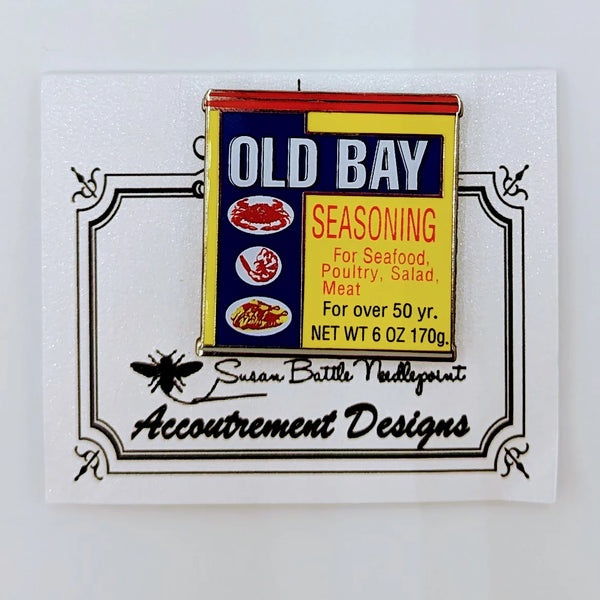 OLD BAY
SEASONING
For Seafood,
Poultry, Salad,
Meat
For over 50 yr.
NET WT 6 OZ 170g.
Susan Battle Needlepoint
Accoutrement Designs